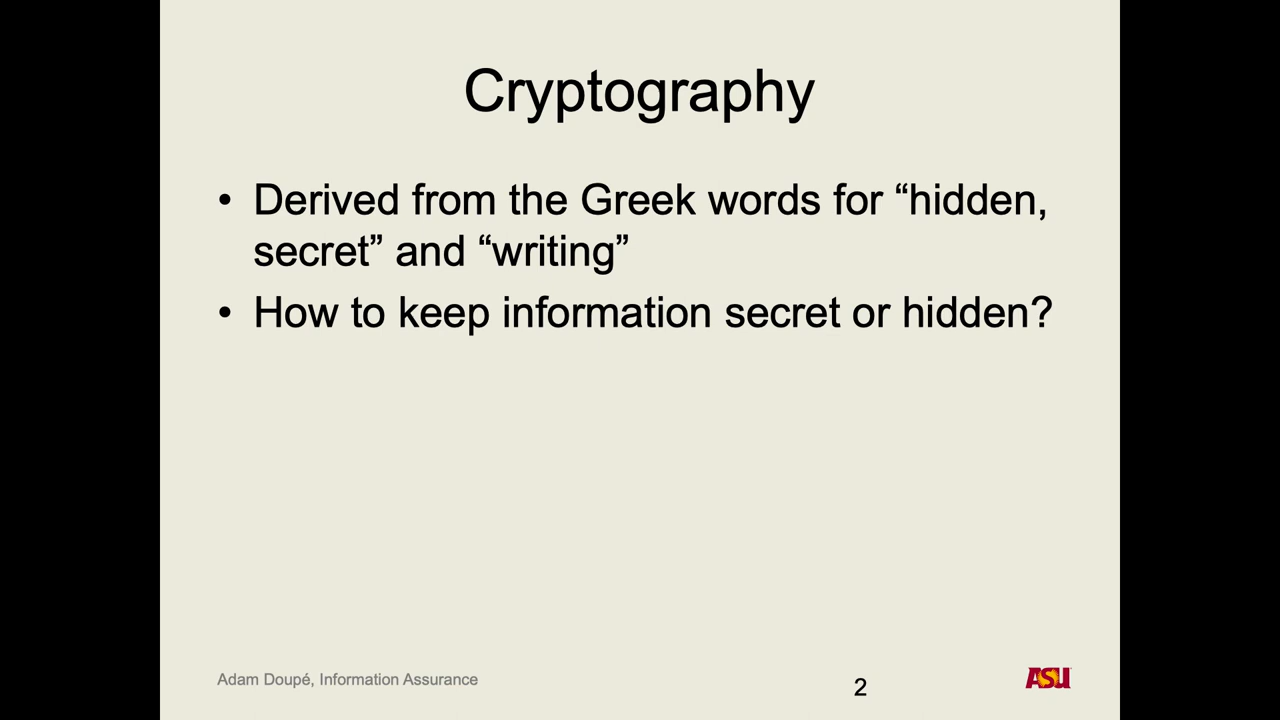 Cryptography
• Derived from the Greek words for “hidden,
secret” and “writing”
• How to keep information secret or hidden?
Adam Doupé, Information Assurance
2
ASU